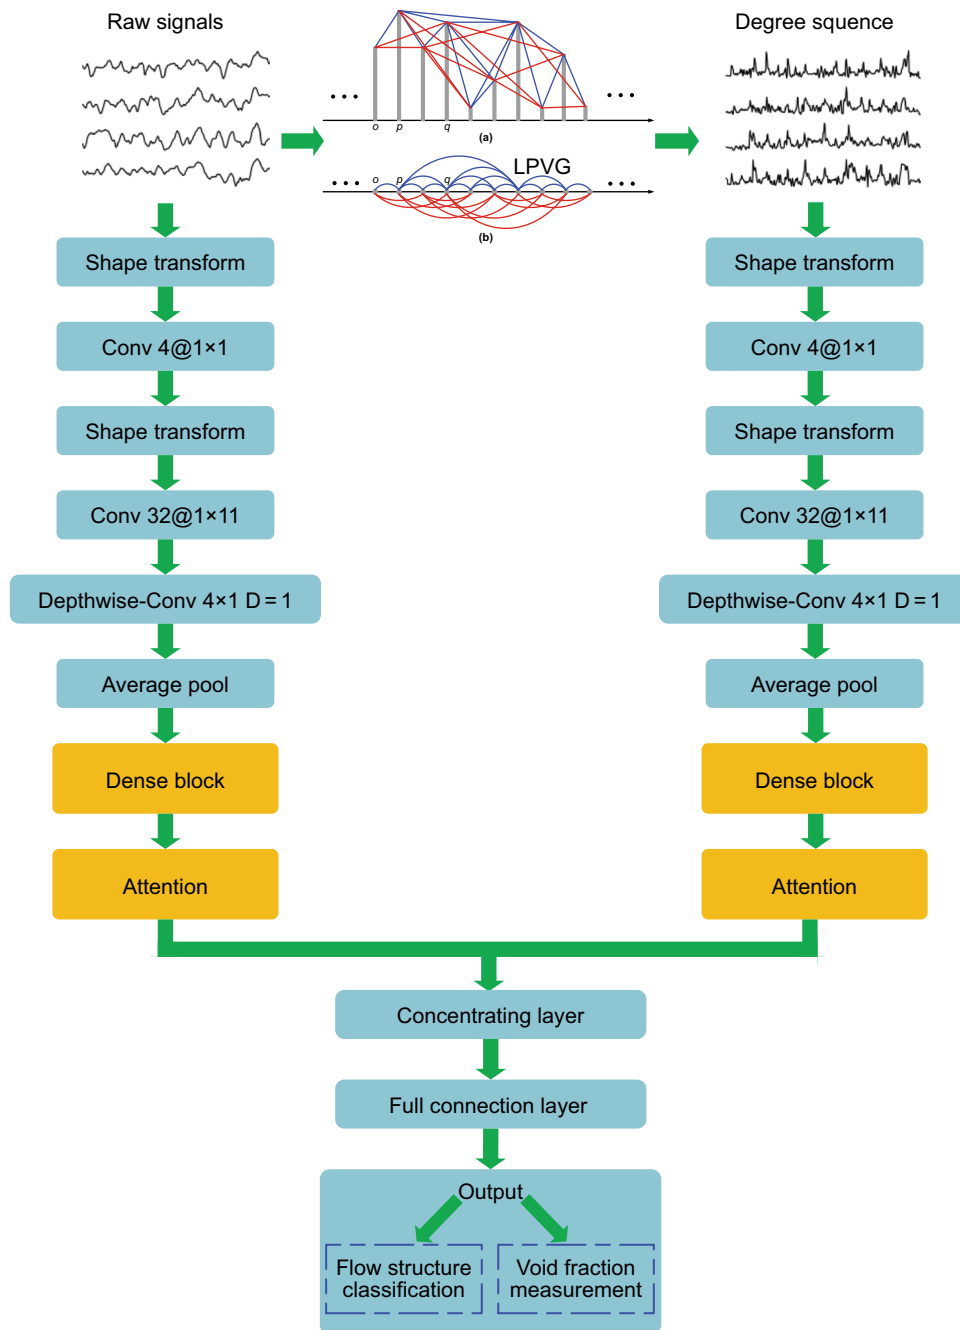 Raw signals
Degree squence
o p q
(a)
LPVG
o p q
(b)
Shape transform
Conv 4@1×1
Shape transform
Conv 32@1×11
Depthwise-Conv 4×1 D = 1
Average pool
Dense block
Attention
Shape transform
Conv 4@1×1
Shape transform
Conv 32@1×11
Depthwise-Conv 4×1 D = 1
Average pool
Dense block
Attention
Concentrating layer
Full connection layer
Output
Flow structure
classification
Void fraction
measurement